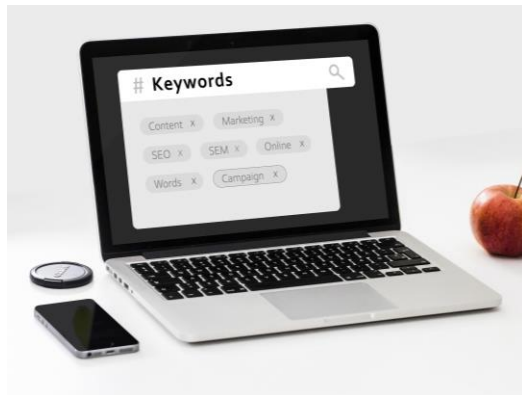 # Keywords
Content x Marketing x
SEO x SEM x Online x
Words x Campaign x